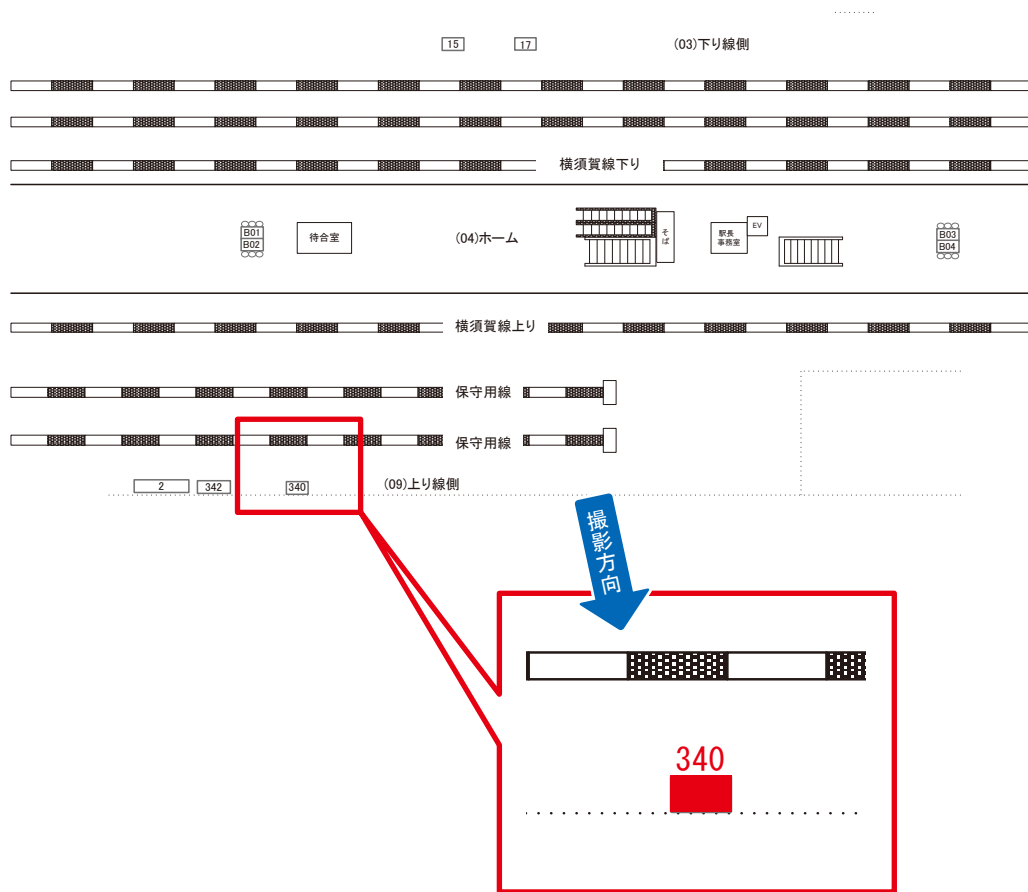 15 17 (03)下り線側
横須賀線下り
B01
B02
待合室
(04)ホーム
そば
駅長
事務室
EV
B03
B04
横須賀線上り
保守用線
保守用線
2 342 340 (09)上り線側
撮影方向
340